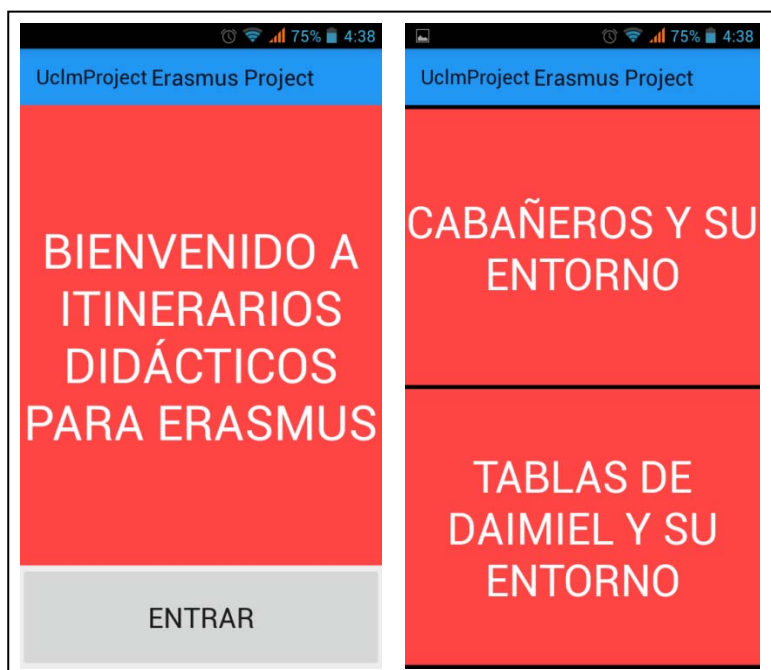 75% 4:38
UclmProject Erasmus Project
BIENVENIDO A
ITINERARIOS
DIDÁCTICOS
PARA ERASMUS
ENTRAR
75% 4:38
UclmProject Erasmus Project
CABAÑEROS Y SU
ENTORNO
TABLAS DE
DAIMIEL Y SU
ENTORNO